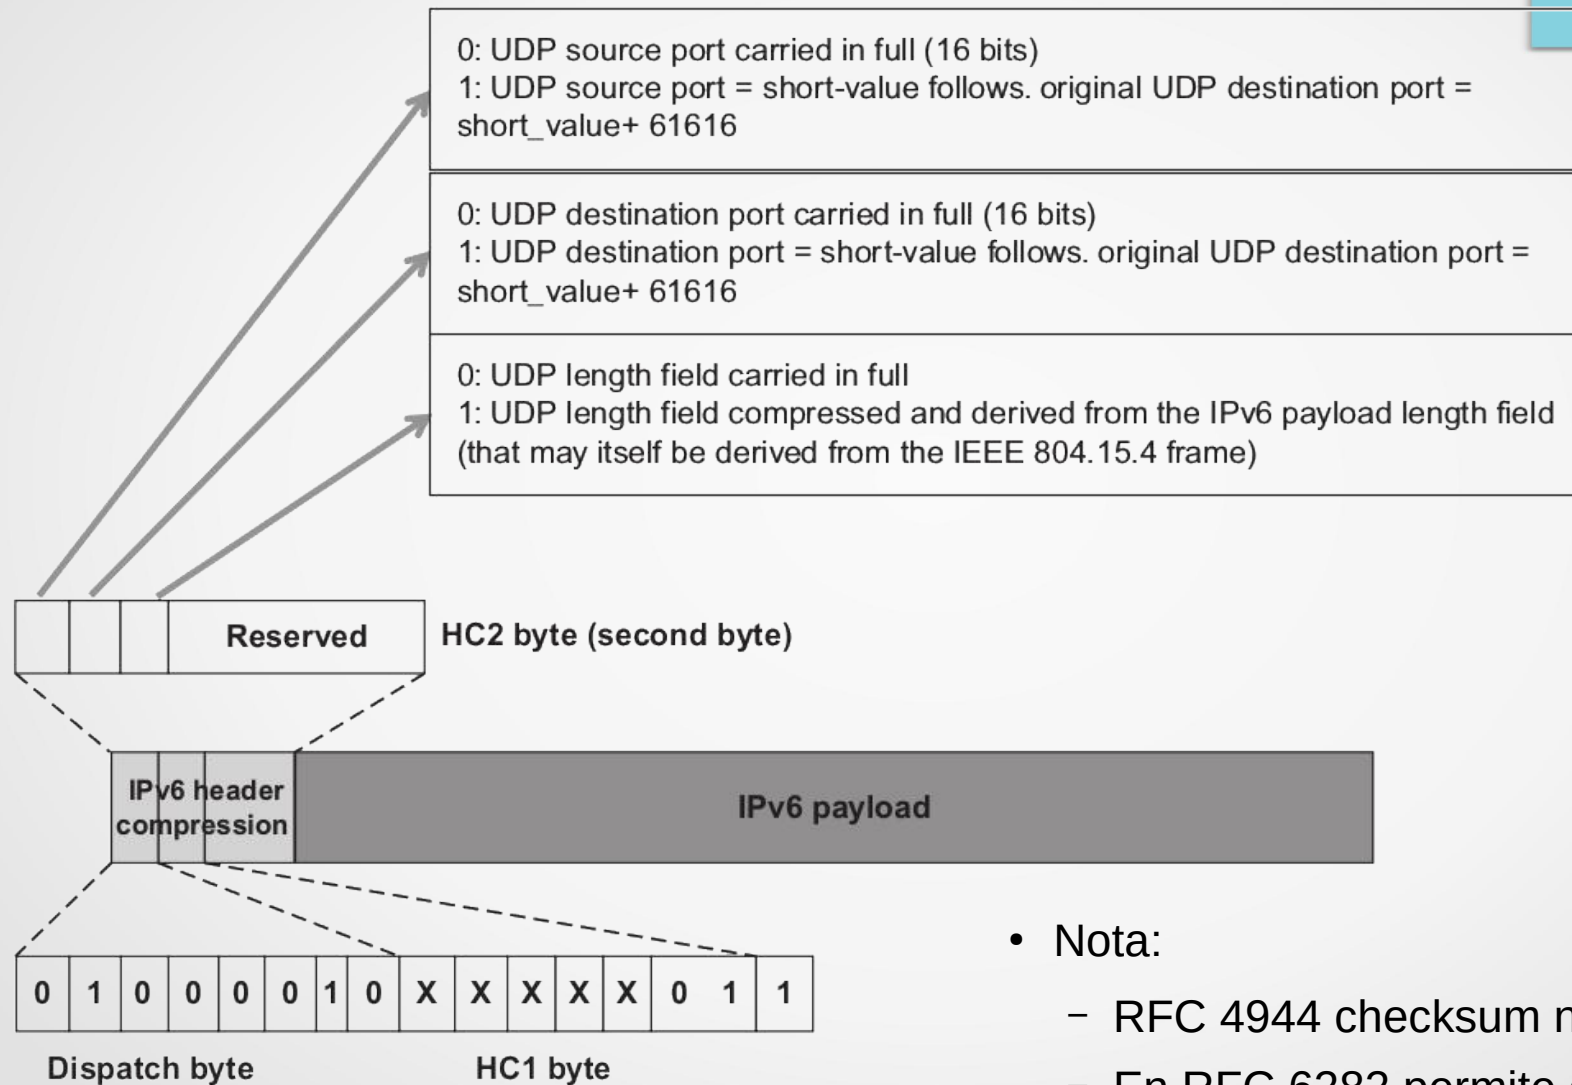 0: UDP source port carried in full (16 bits)
1: UDP source port = short-value follows. original UDP destination port =
short_value+ 61616
0: UDP destination port carried in full (16 bits)
1: UDP destination port = short-value follows. original UDP destination port =
short_value+ 61616
0: UDP length field carried in full
1: UDP length field compressed and derived from the IPv6 payload length field
(that may itself be derived from the IEEE 804.15.4 frame)
Reserved
HC2 byte (second byte)
IPv6 header
compression
IPv6 payload
0 1 0 0 0 0 1 0 X X X X X 0 1 1
Dispatch byte
HC1 byte
• Nota:
– RFC 4944 checksum
– En RFC 6282 permite